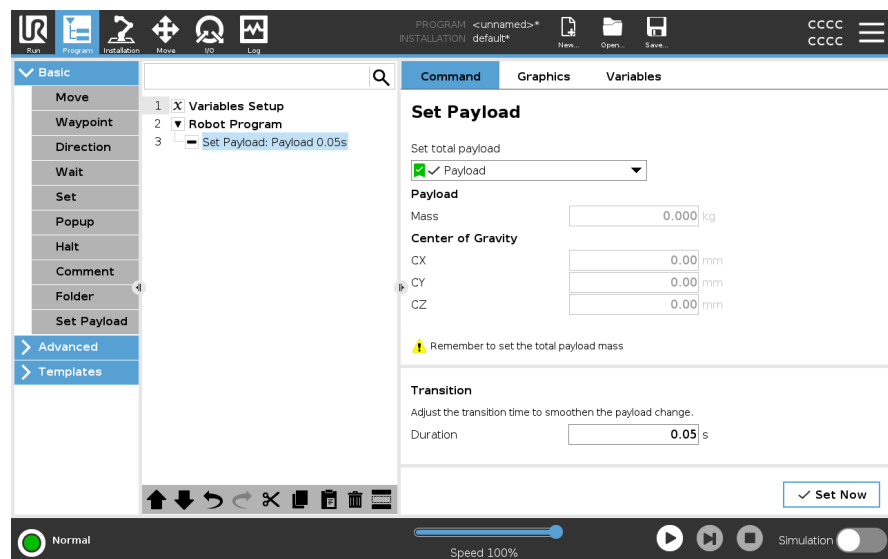 PROGRAM <unnamed>*
INSTALLATION default*
CCCC
CCCC
Run Program Installation Move I/O Log New... Open... Save...
Basic
Move
Waypoint
Direction
Wait
Set
Popup
Halt
Comment
Folder
Set Payload
Advanced
Templates
1 X Variables Setup
2 Robot Program
3 Set Payload: Payload 0.05s
Command Graphics Variables
Set Payload
Set total payload
Payload
Payload
Mass 0.000 kg
Center of Gravity
CX 0.00 mm
CY 0.00 mm
CZ 0.00 mm
Remember to set the total payload mass
Transition
Adjust the transition time to smoothen the payload change.
Duration 0.05 s
Set Now
Normal
Speed 100%
Simulation